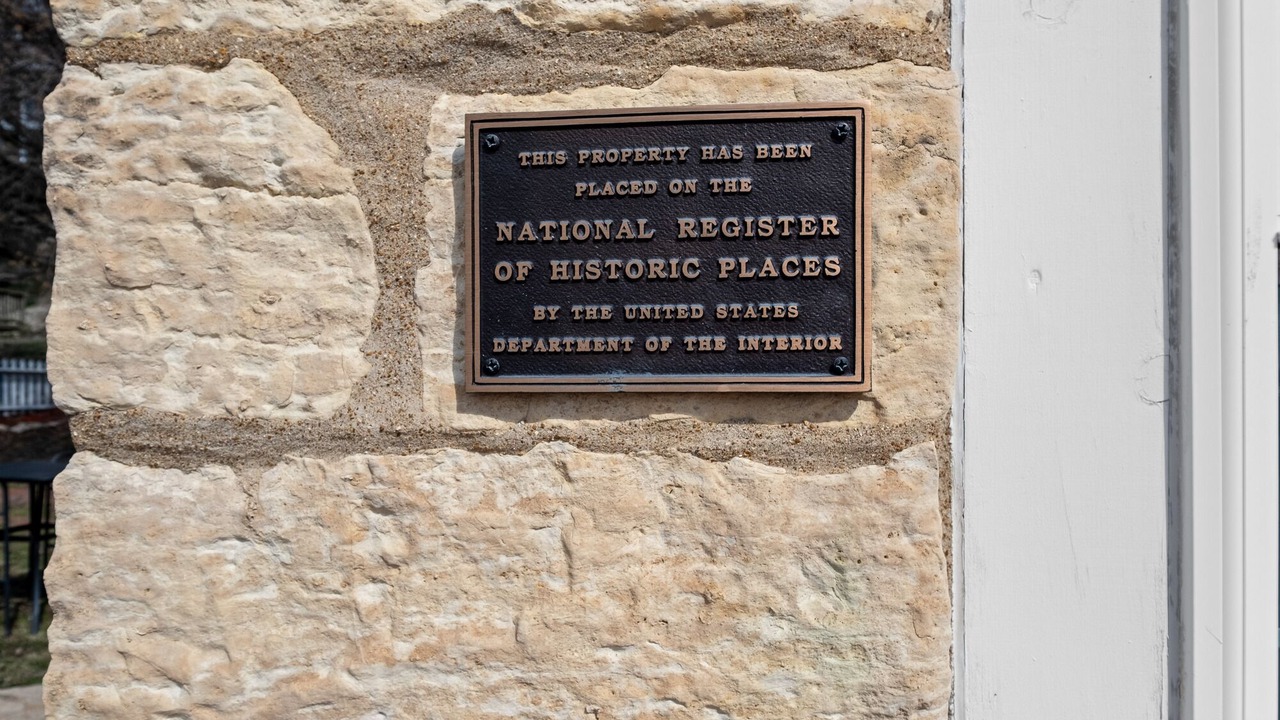 THIS PROPERTY HAS BEEN
PLACED ON THE
NATIONAL REGISTER
OF HISTORIC PLACES
BY THE UNITED STATES
DEPARTMENT OF THE INTERIOR